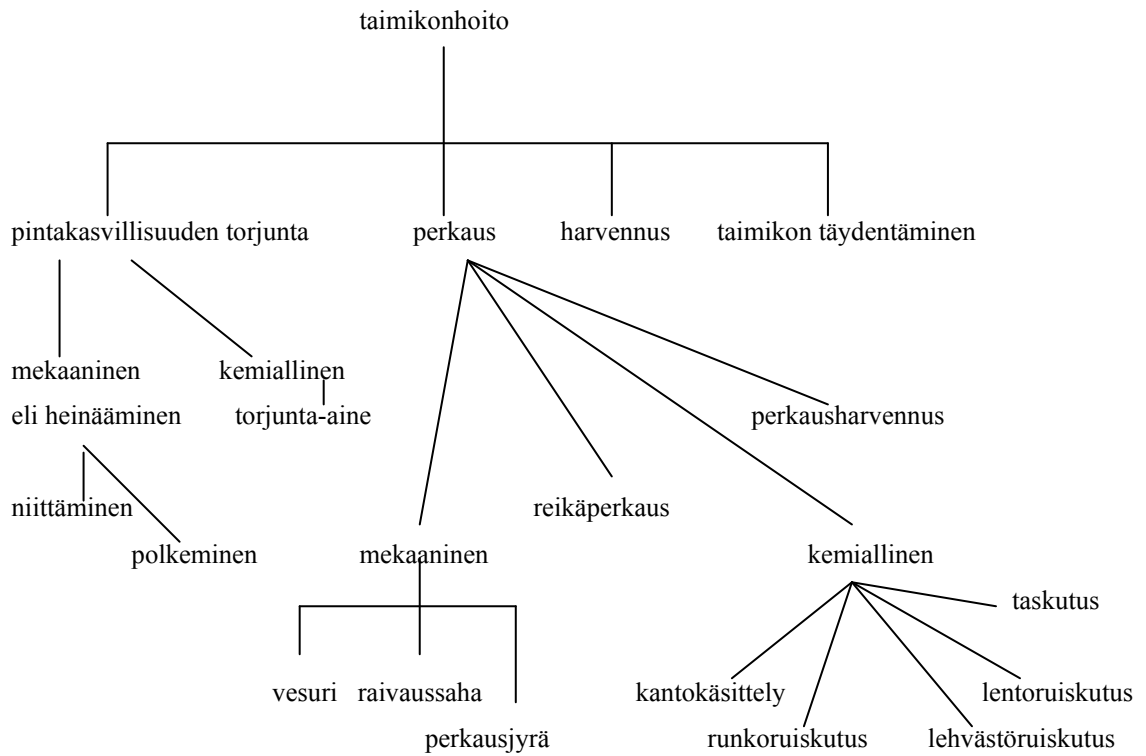 taimikonhoito
pintakasvillisuuden torjunta
perkaus
harvennus
taimikon täydentäminen
mekaaninen
eli heinääminen
kemiallinen
torjunta-aine
perkausharvennus
niittäminen
polkeminen
reikäperkaus
mekaaninen
kemiallinen
taskutus
vesuri
raivaussaha
perkausjyrä
kantokäsittely
runkoruiskutus
lentoruiskutus
lehvästöruiskutus